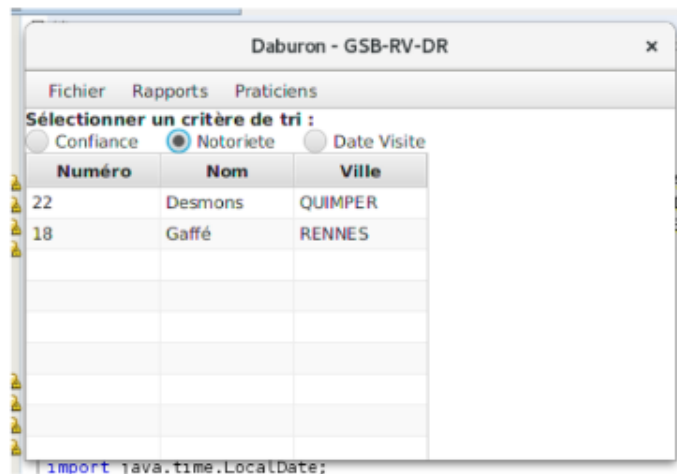 Daburon - GSB-RV-DR
Fichier Rapports Praticiens
Sélectionner un critère de tri :
Confiance Notoriete Date Visite
Numéro Nom Ville
22 Desmons QUIMPER
18 Gaffé RENNES
import java.time.LocalDate;